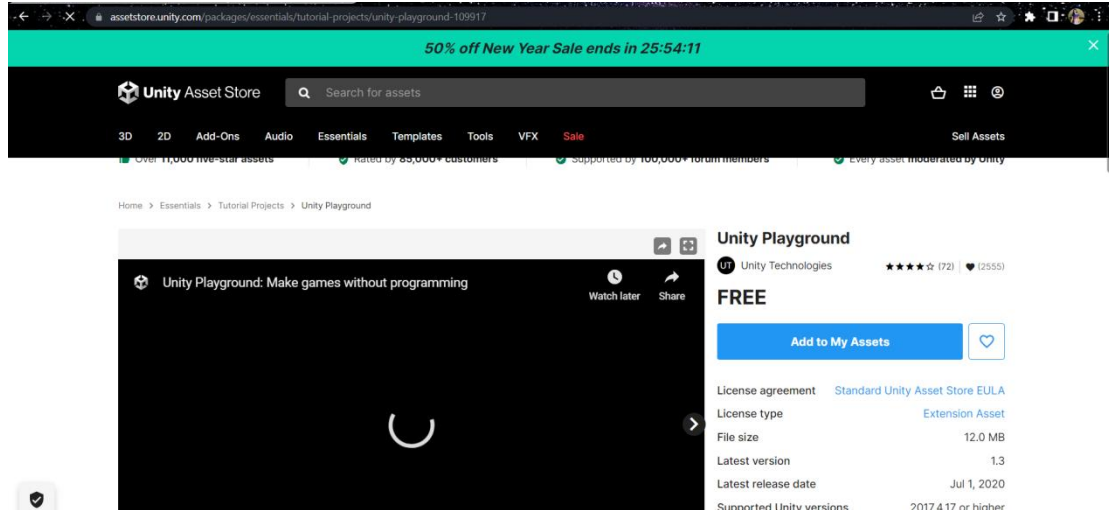 assetstore.unity.com/packages/essentials/tutorial-projects/unity-playground-109917
50% off New Year Sale ends in 25:54:11
Unity Asset Store
Search for assets
3D 2D Add-Ons Audio Essentials Templates Tools VFX Sale Sell Assets
Over 11,000 five-star assets Rated by 85,000+ customers Supported by 100,000+ forum members Every asset moderated by Unity
Home > Essentials > Tutorial Projects > Unity Playground
Unity Playground: Make games without programming
Watch later Share
Unity Playground
UT Unity Technologies ★★★★☆ (72) (2555)
FREE
Add to My Assets
License agreement Standard Unity Asset Store EULA
License type Extension Asset
File size 12.0 MB
Latest version 1.3
Latest release date Jul 1, 2020
Supported Unity versions 2017.4.17 or higher